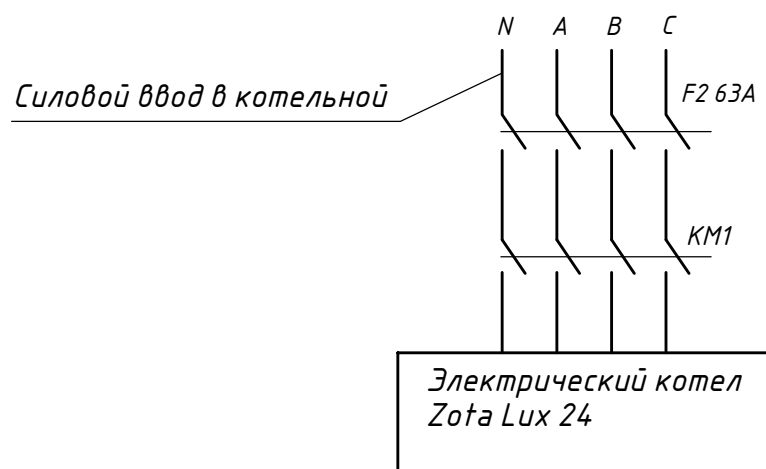 N A B C
Силовой ввод в котельной
F2 63A
KM1
Электрический котел
Zota Lux 24